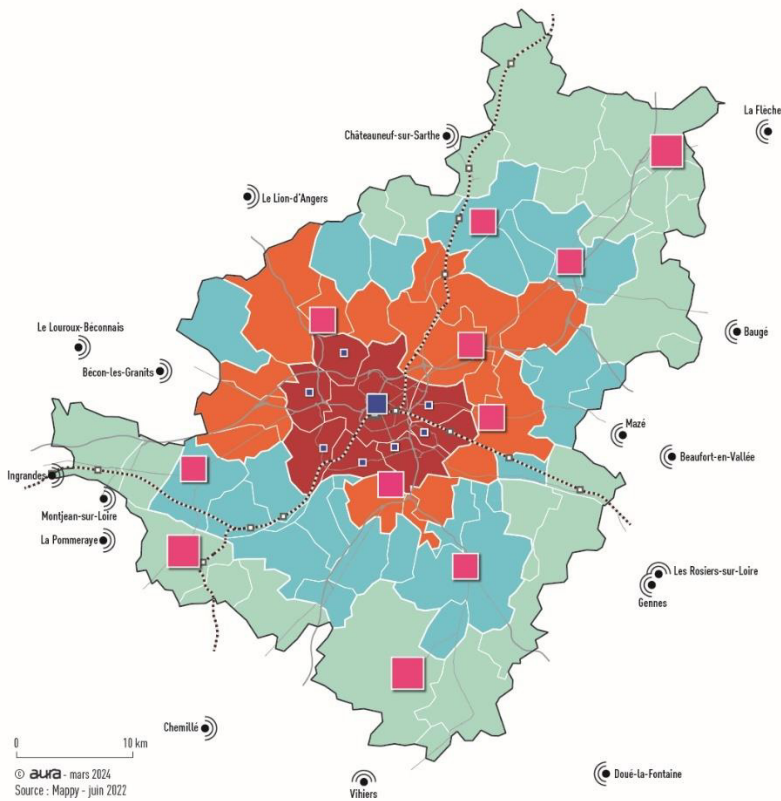 La Flèche
Châteauneuf-sur-Sarthe
Le Lion-d'Angers
Le Louroux-Béconnais
Baugé
Bécon-les-Granits
Mazé
Beaufort-en-Vallée
Ingrandes
Montjean-sur-Loire
La Pommeraye
Les Rosiers-sur-Loire
Gennes
Chemillé
0 10 km
© aura - mars 2024
Source : Mappy - juin 2022
Vihiers
Doué-la-Fontaine